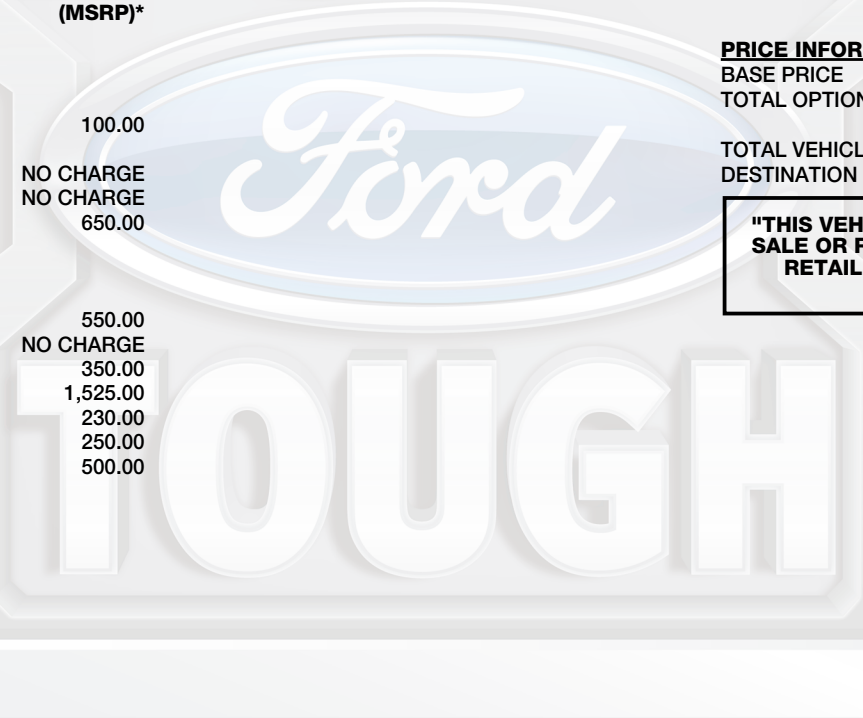 (MSRP)*
100.00
NO CHARGE
NO CHARGE
650.00
550.00
NO CHARGE
350.00
1,525.00
230.00
250.00
500.00
PRICE INFOR
BASE PRICE
TOTAL OPTION
TOTAL VEHICL
DESTINATION
"THIS VEH
SALE OR
RETAIL
Ford
TOUGH